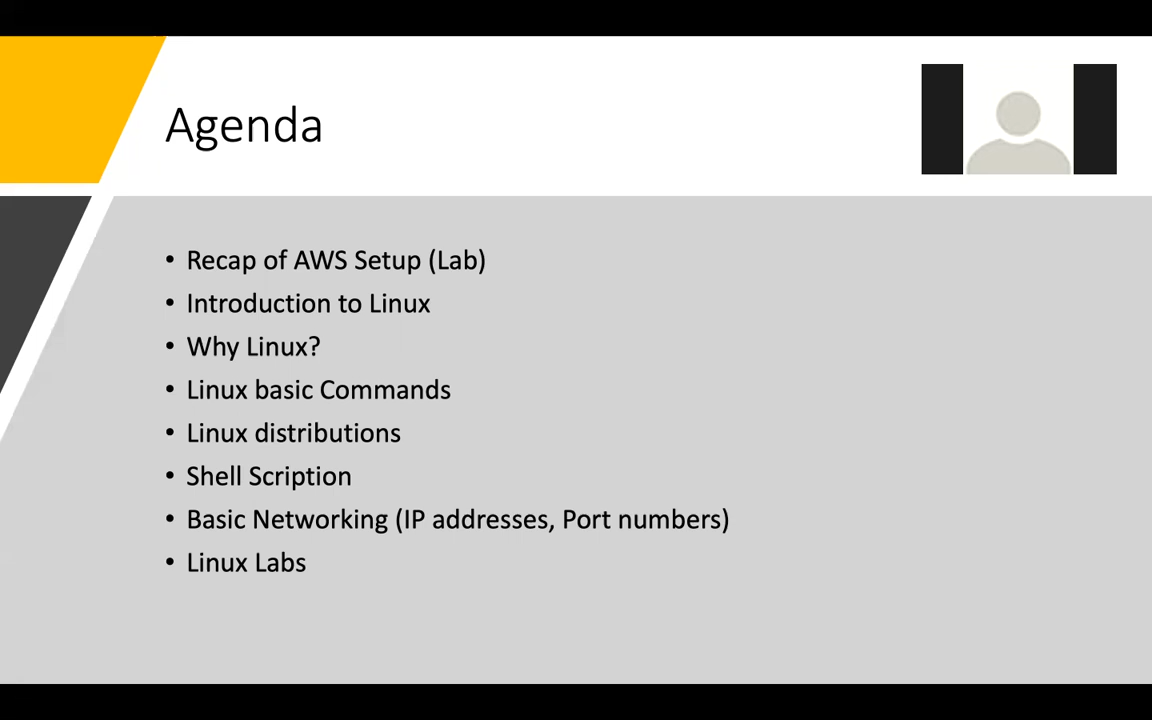 Agenda
• Recap of AWS Setup (Lab)
• Introduction to Linux
• Why Linux?
• Linux basic Commands
• Linux distributions
• Shell Scription
• Basic Networking (IP addresses, Port numbers)
• Linux Labs